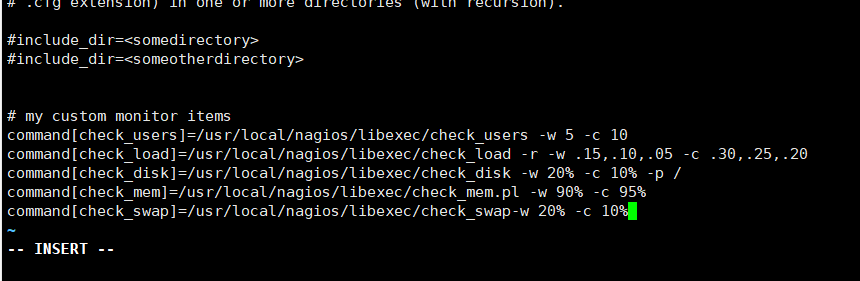 # .cfg extension) in one or more directories (with recursion).
#include_dir=<somedirectory>
#include_dir=<someotherdirectory>
# my custom monitor items
command[check_users]=/usr/local/nagios/libexec/check_users -w 5 -c 10
command[check_load]=/usr/local/nagios/libexec/check_load -r -w .15,.10,.05 -c .30,.25,.20
command[check_disk]=/usr/local/nagios/libexec/check_disk -w 20% -c 10% -p /
command[check_mem]=/usr/local/nagios/libexec/check_mem.pl -w 90% -c 95%
command[check_swap]=/usr/local/nagios/libexec/check_swap-w 20% -c 10%
~
-- INSERT --